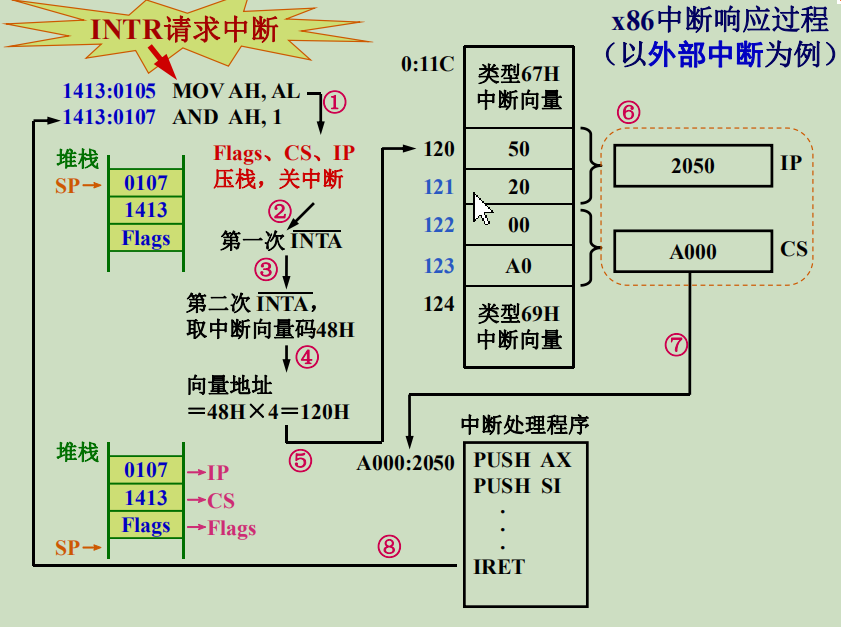 INTR请求中断
x86中断响应过程
（以外部中断为例）
1413:0105 MOV AH, AL
1413:0107 AND AH, 1
①
Flags、CS、IP
压栈，关中断
堆栈
SP
0107
1413
Flags
②
第一次 INTA
③
第二次 INTA，
取中断向量码48H
④
向量地址
＝48H×4＝120H
⑤
0:11C
类型67H
中断向量
120
50
121
20
122
00
123
A0
124
类型69H
中断向量
⑥
2050
IP
A000
CS
⑦
中断处理程序
A000:2050
PUSH AX
PUSH SI
.
.
.
IRET
⑧
堆栈
0107
IP
1413
CS
Flags
Flags
SP